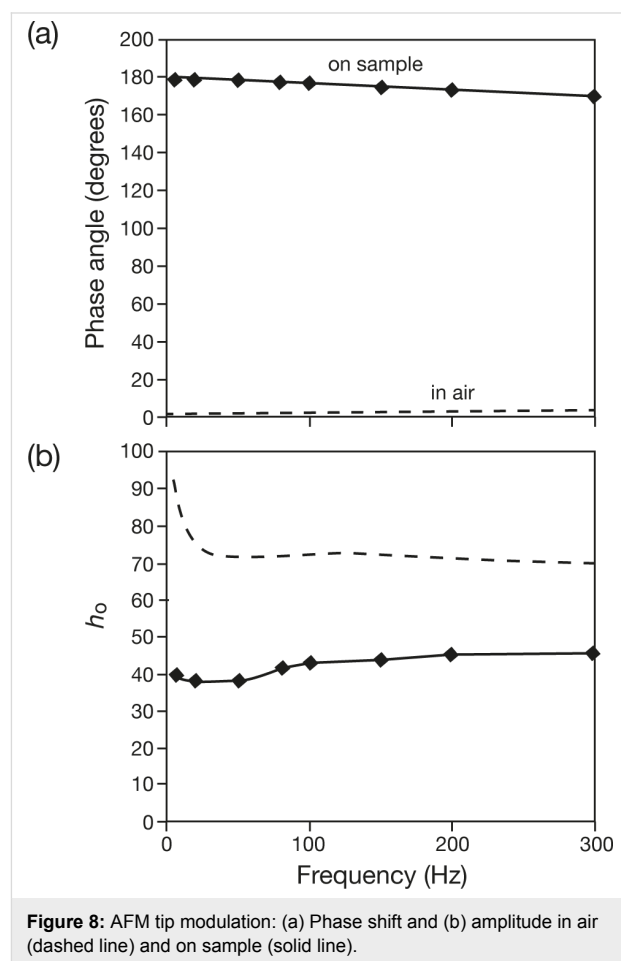 (a)
200
180
160
140
120
100
80
60
40
20
0
Phase angle (degrees)
on sample
in air
(b)
100
90
80
70
60
50
40
30
20
10
0
h₀
0 100 200 300
Frequency (Hz)
Figure 8: AFM tip modulation: (a) Phase shift and (b) amplitude in air
(dashed line) and on sample (solid line).